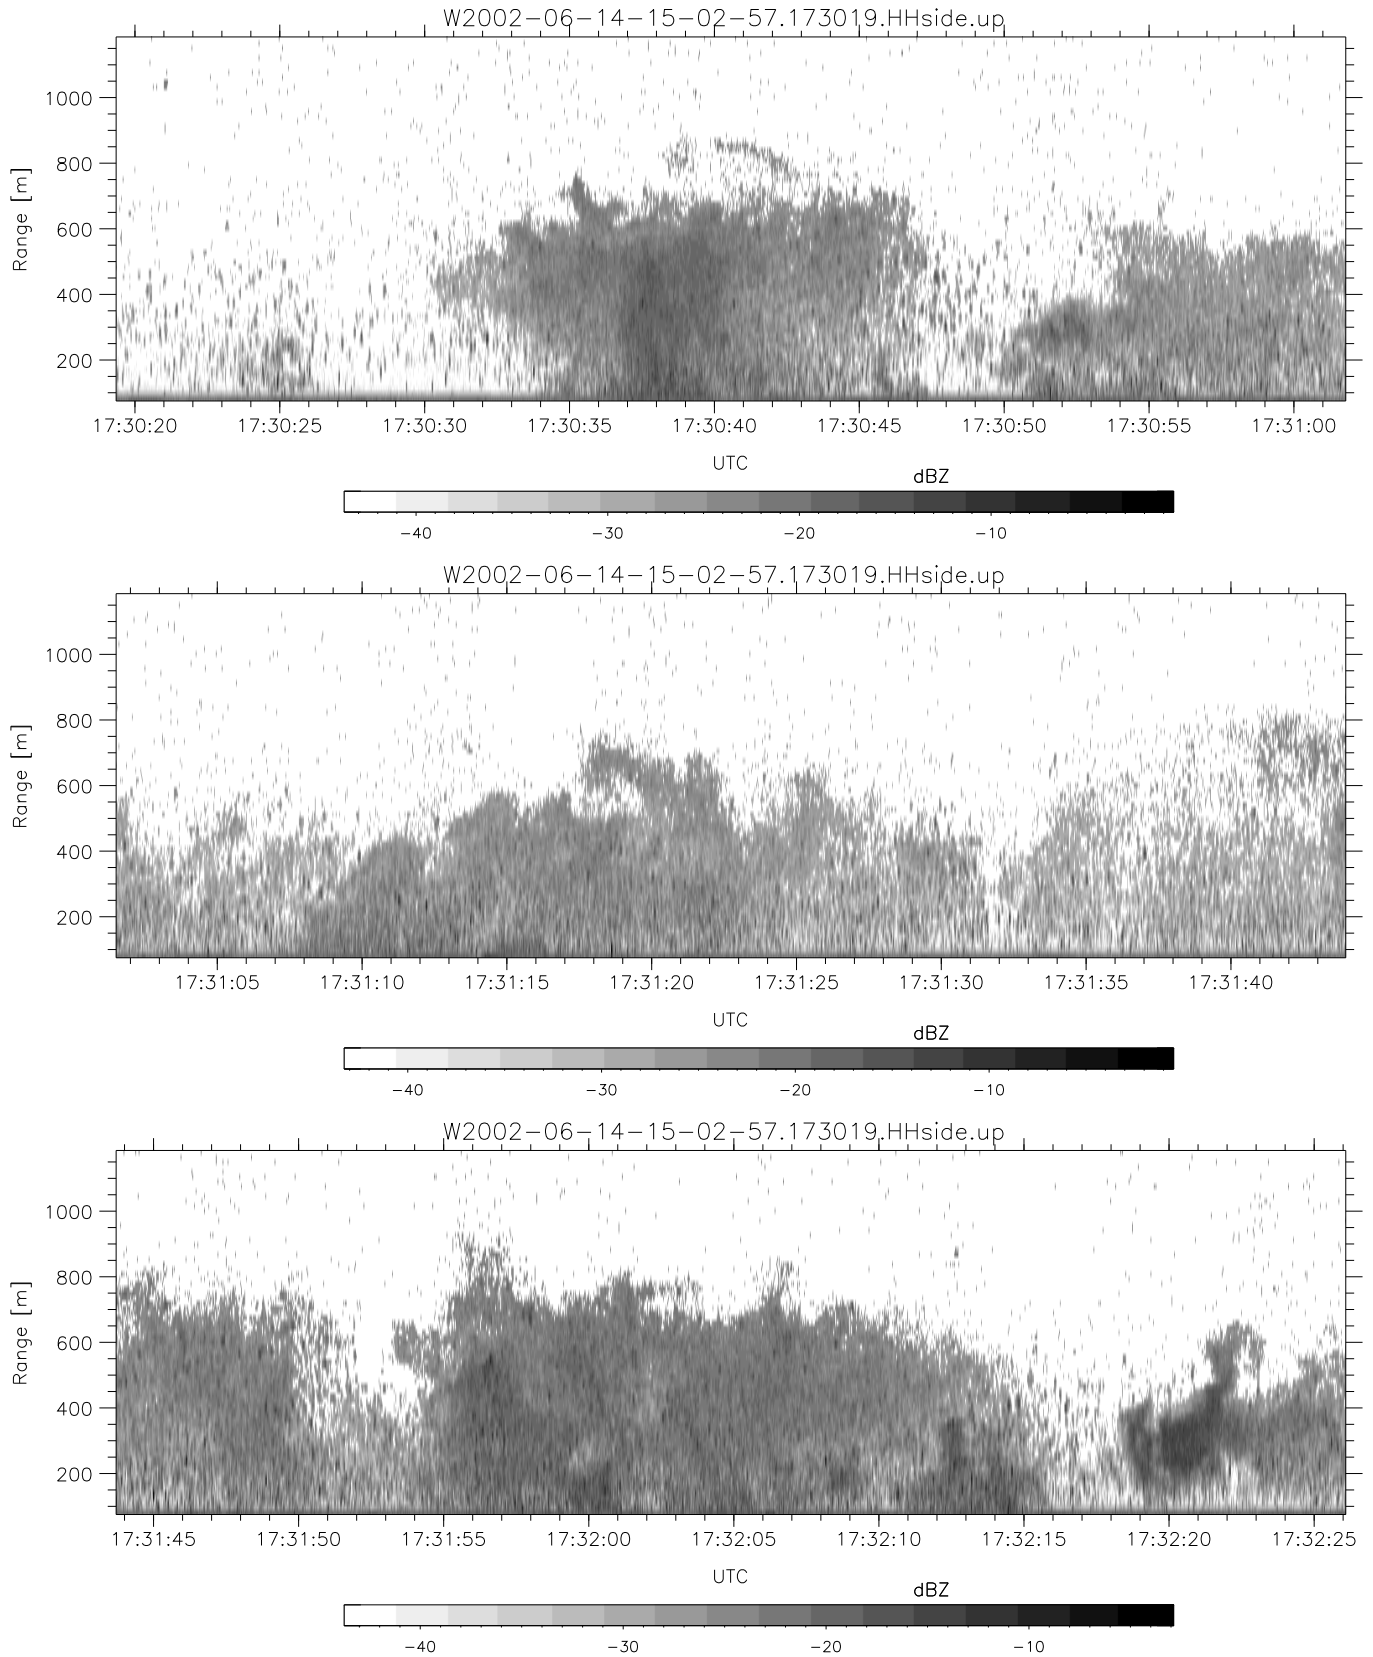 W2002-06-14-15-02-57.173019.HHside.up
1000
800
600
400
200
Range [m]
17:30:20 17:30:25 17:30:30 17:30:35 17:30:40 17:30:45 17:30:50 17:30:55 17:31:00
UTC
dBZ
-40 -30 -20 -10
W2002-06-14-15-02-57.173019.HHside.up
1000
800
600
400
200
Range [m]
17:31:05 17:31:10 17:31:15 17:31:20 17:31:25 17:31:30 17:31:35 17:31:40
UTC
dBZ
-40 -30 -20 -10
W2002-06-14-15-02-57.173019.HHside.up
1000
800
600
400
200
Range [m]
17:31:45 17:31:50 17:31:55 17:32:00 17:32:05 17:32:10 17:32:15 17:32:20 17:32:25
UTC
dBZ
-40 -30 -20 -10